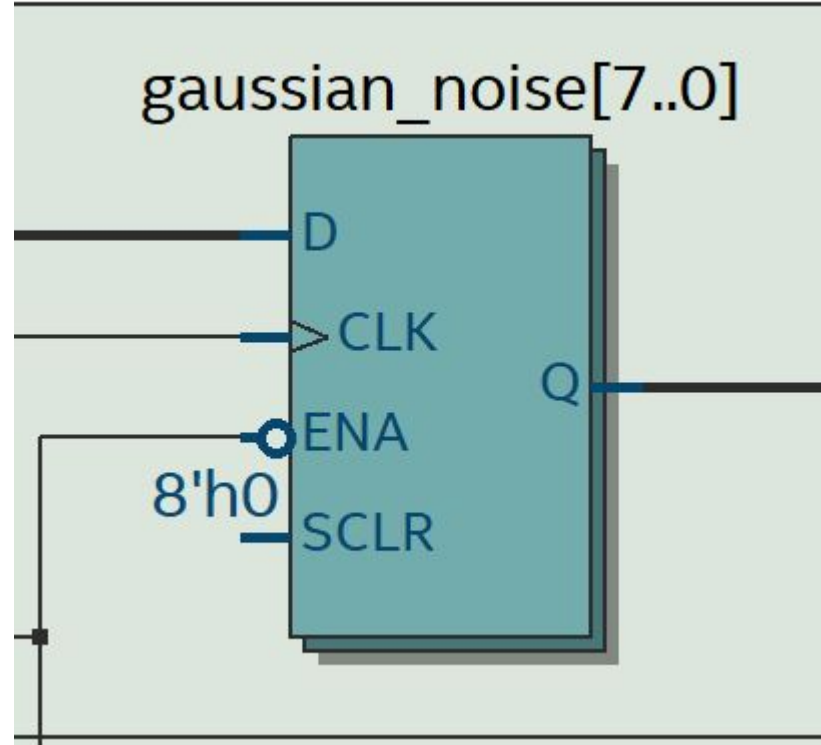 gaussian_noise[7..0]
D
CLK
Q
ENA
8'h0
SCLR